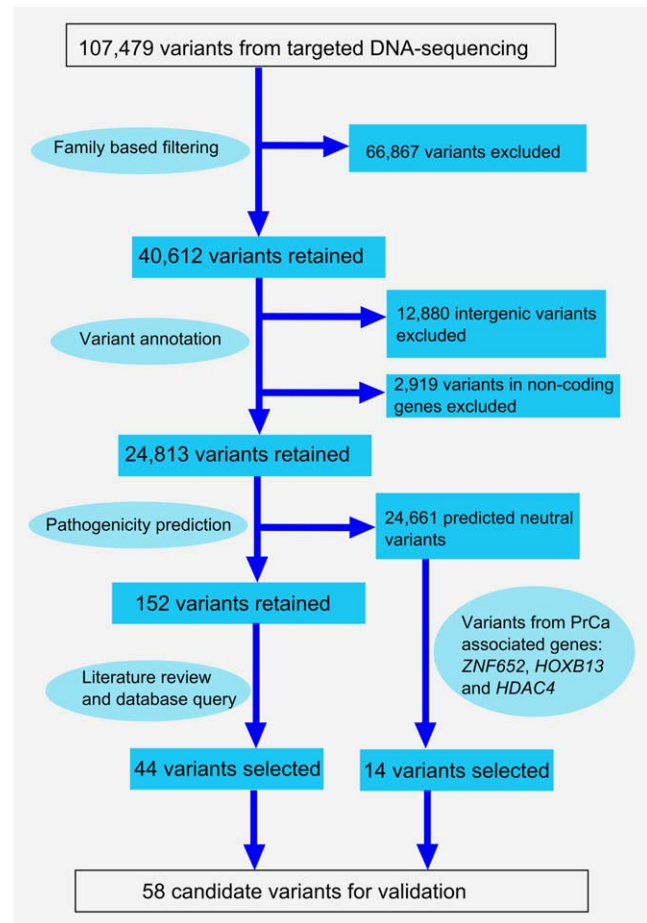 107,479 variants from targeted DNA-sequencing
Family based filtering
66,867 variants excluded
40,612 variants retained
Variant annotation
12,880 intergenic variants
excluded
2,919 variants in non-coding
genes excluded
24,813 variants retained
Pathogenicity prediction
24,661 predicted neutral
variants
152 variants retained
Variants from PrCa
associated genes:
ZNF652, HOXB13
and HDAC4
Literature review
and database query
44 variants selected
14 variants selected
58 candidate variants for validation